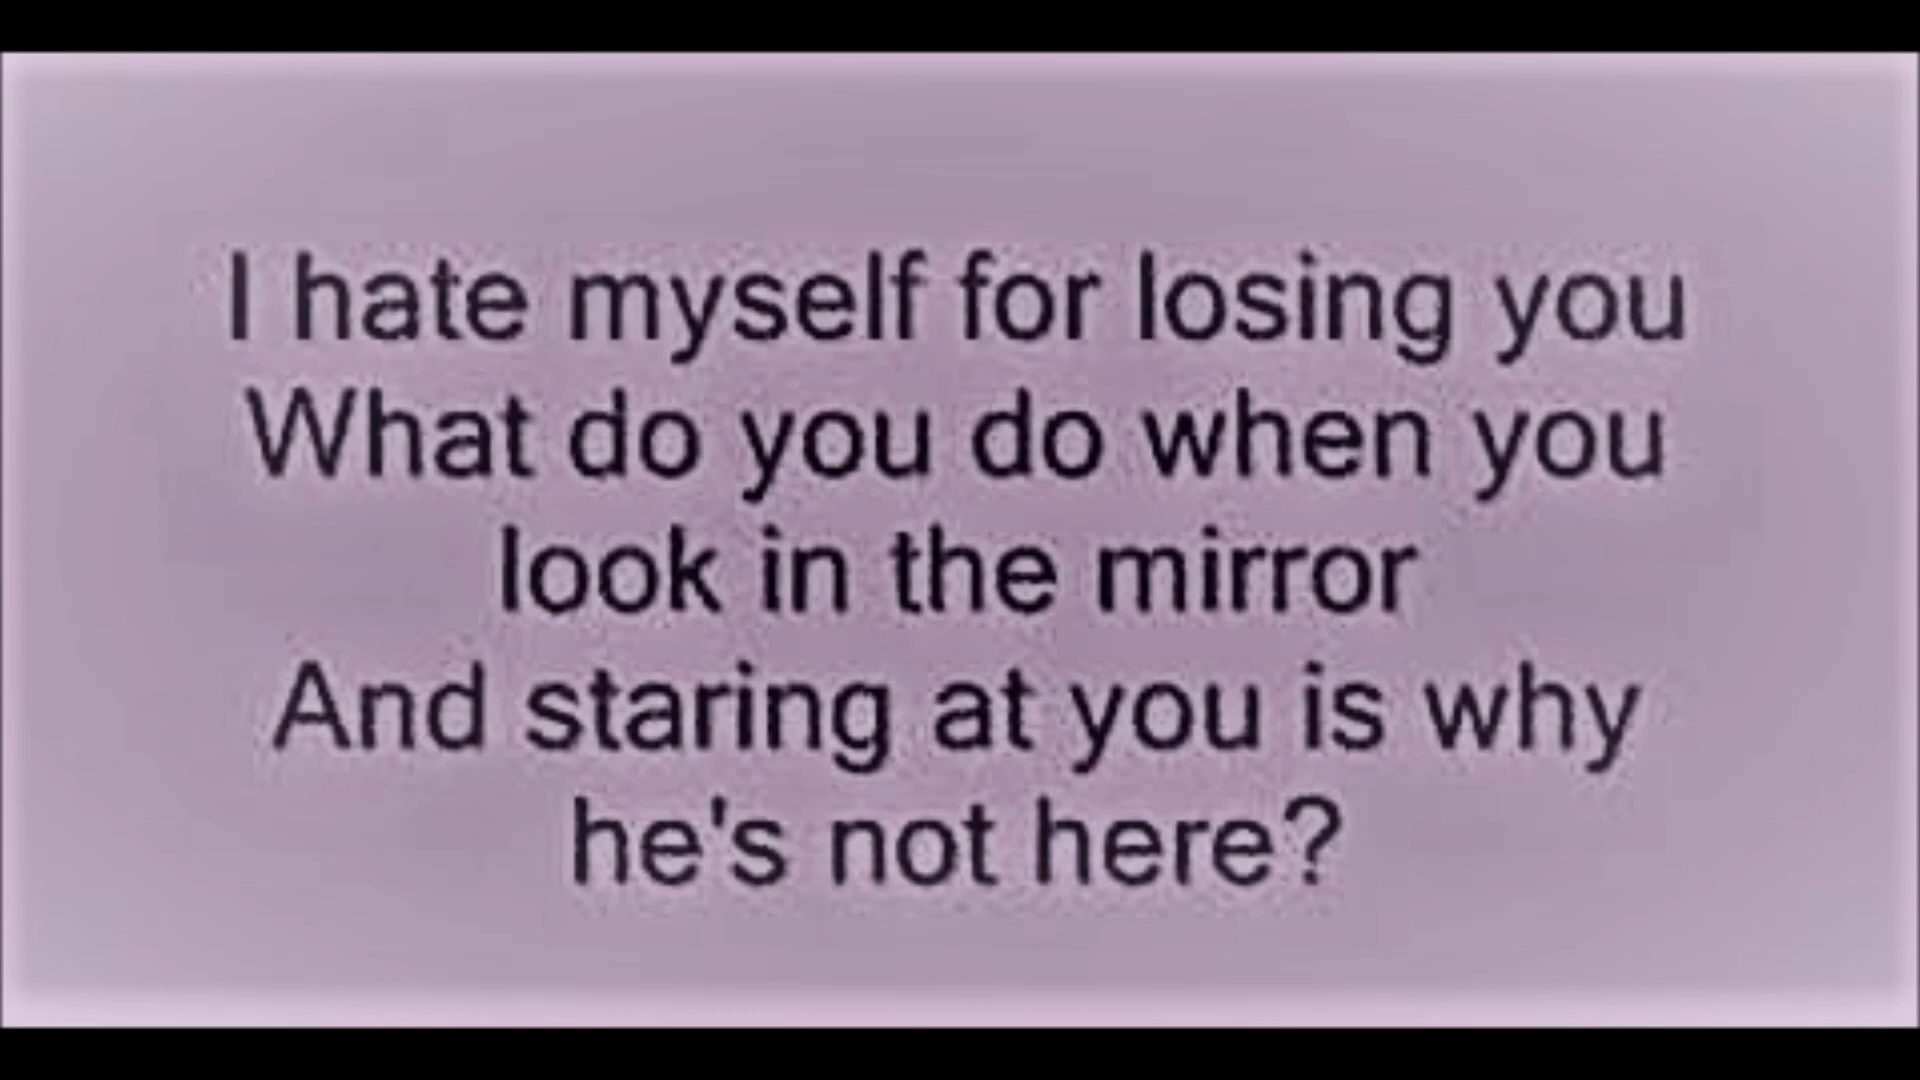 I hate myself for losing you
What do you do when you
look in the mirror
And staring at you is why
he's not here?